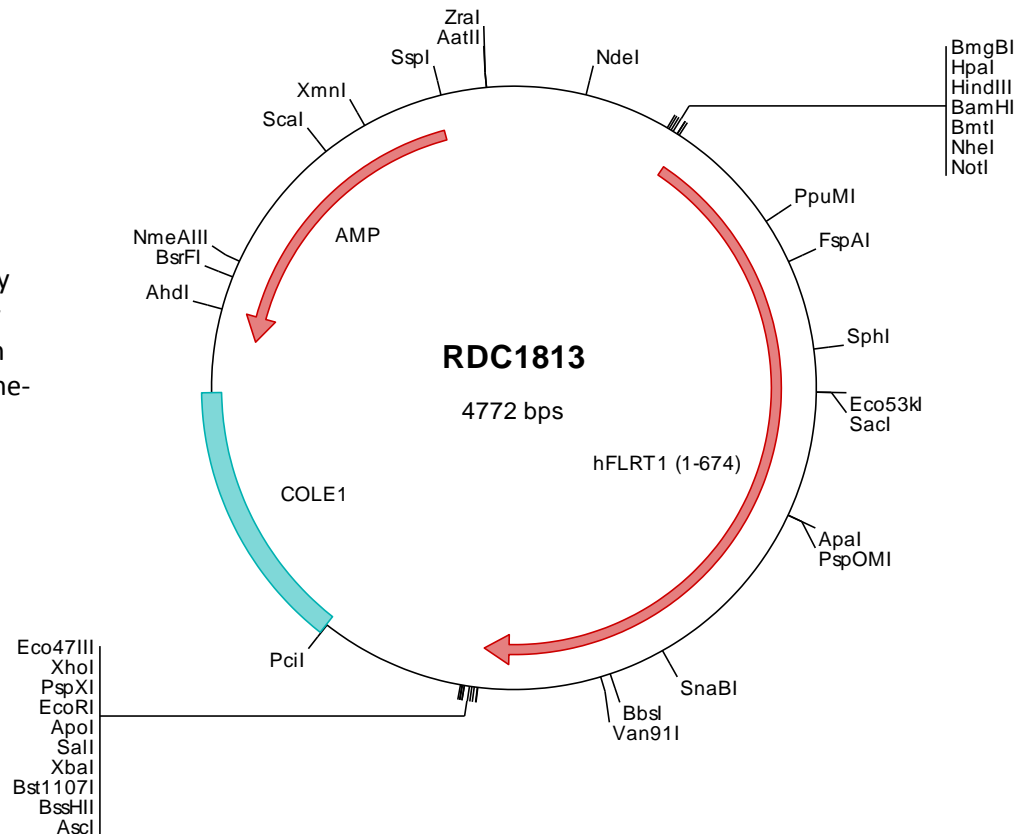 ZraI
AatII
SspI
NdeI
XmnI
ScaI
BmgBI
HpaI
HindIII
BamHI
BmtI
NheI
NotI
PpuMI
FspAI
NmeAIII
BsrFI
AhdI
AMP
y
n
ne-
RDC1813
4772 bps
SphI
Eco53kI
SacI
hFLRT1 (1-674)
COLE1
ApaI
PspOMI
PciI
SnaBI
BbsI
Van91I
Eco47III
XhoI
PspXI
EcoRI
ApoI
SalI
XbaI
Bst1107I
BssHII
AscI